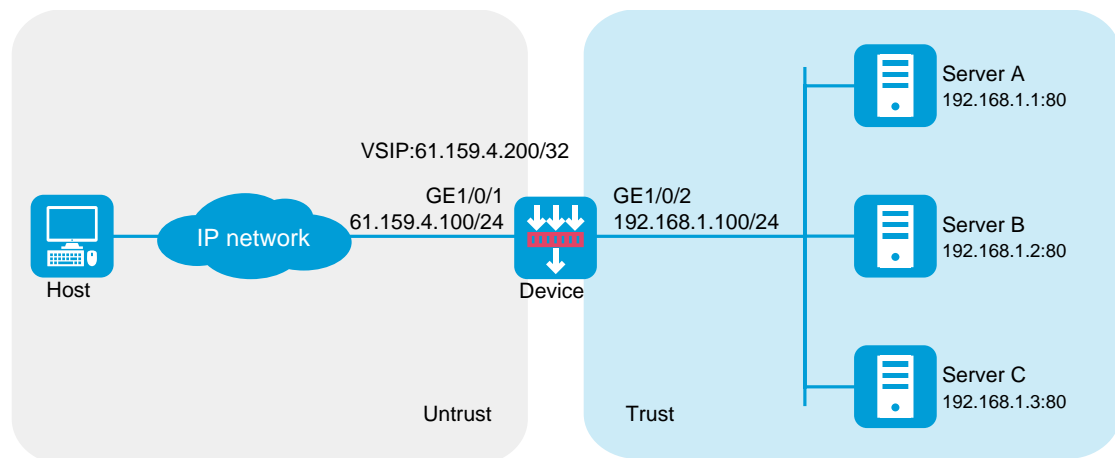 Server A
192.168.1.1:80
VSIP:61.159.4.200/32
GE1/0/1
61.159.4.100/24
GE1/0/2
192.168.1.100/24
IP network
Host
Device
Server B
192.168.1.2:80
Server C
192.168.1.3:80
Untrust
Trust